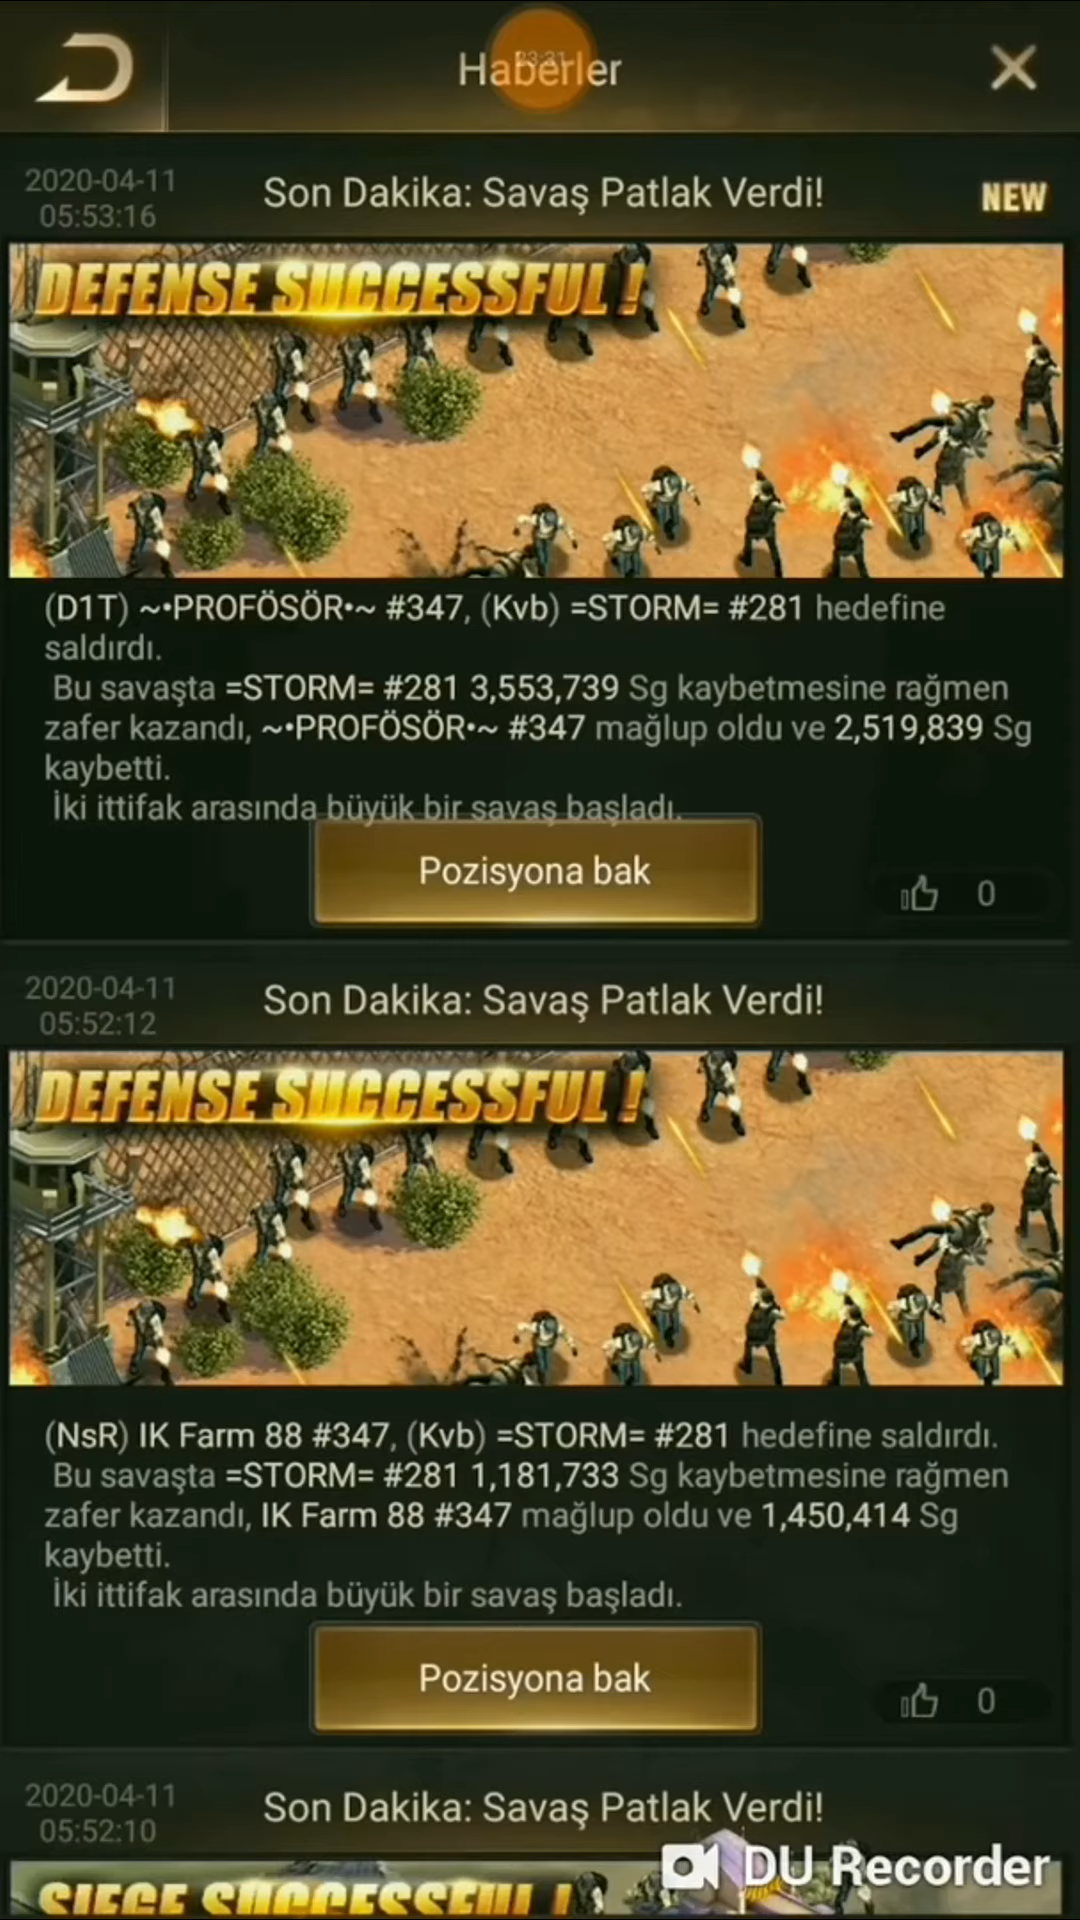 Haberler
23:31
2020-04-11
05:53:16
Son Dakika: Savaş Patlak Verdi!
NEW
DEFENSE SUCCESSFUL !
(D1T) ~•PROFÖSÖR•~ #347, (Kvb) =STORM= #281 hedefine
saldırdı.
Bu savaşta =STORM= #281 3,553,739 Sg kaybetmesine rağmen
zafer kazandı, ~•PROFÖSÖR•~ #347 mağlup oldu ve 2,519,839 Sg
kaybetti.
İki ittifak arasında büyük bir savaş başladı.
Pozisyona bak
0
2020-04-11
05:52:12
Son Dakika: Savaş Patlak Verdi!
DEFENSE SUCCESSFUL !
(NsR) IK Farm 88 #347, (Kvb) =STORM= #281 hedefine saldırdı.
Bu savaşta =STORM= #281 1,181,733 Sg kaybetmesine rağmen
zafer kazandı, IK Farm 88 #347 mağlup oldu ve 1,450,414 Sg
kaybetti.
İki ittifak arasında büyük bir savaş başladı.
Pozisyona bak
0
2020-04-11
05:52:10
Son Dakika: Savaş Patlak Verdi!
DU Recorder
SIEGE SUCCESSFUL !